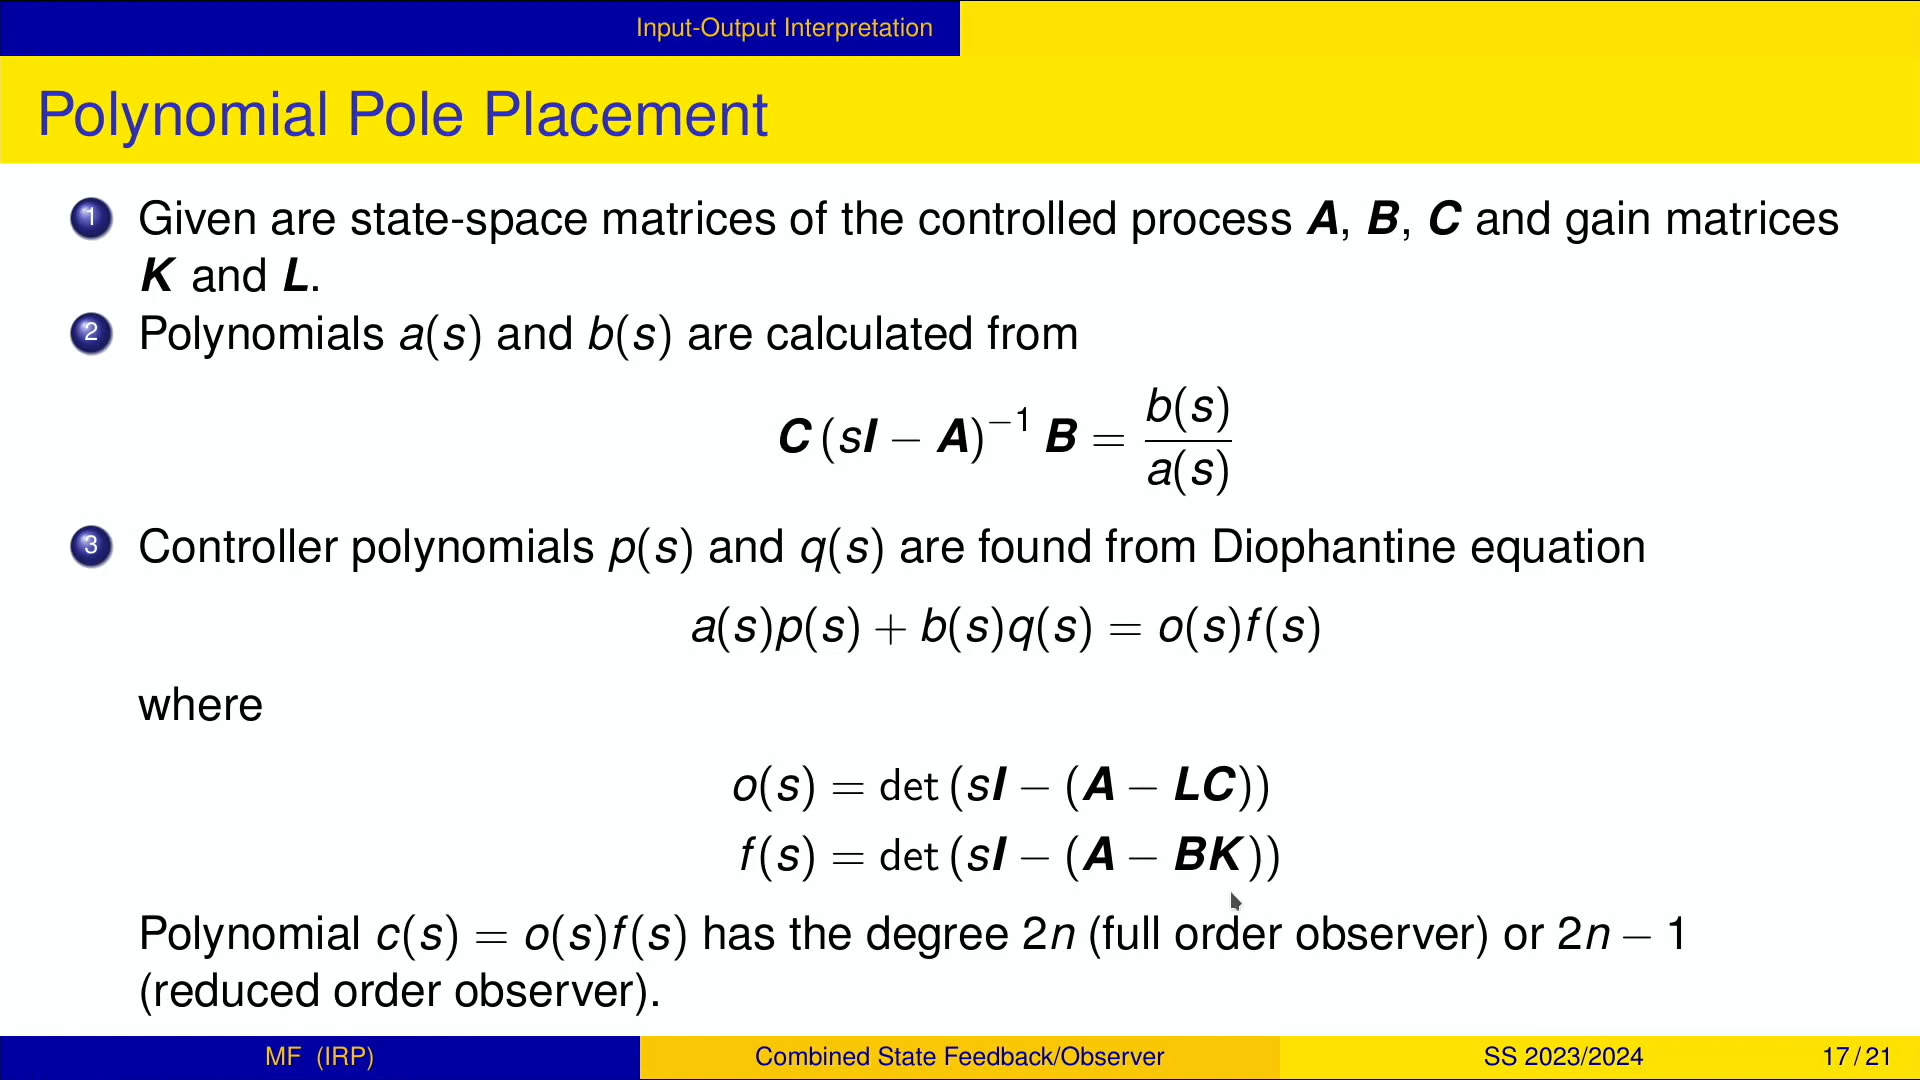 Input-Output Interpretation
Polynomial Pole Placement
1 Given are state-space matrices of the controlled process A, B, C and gain matrices
K and L.
2 Polynomials a(s) and b(s) are calculated from
C (sI − A)⁻¹ B = b(s) / a(s)
3 Controller polynomials p(s) and q(s) are found from Diophantine equation
a(s)p(s) + b(s)q(s) = o(s)f(s)
where
o(s) = det (sI − (A − LC))
f(s) = det (sI − (A − BK))
Polynomial c(s) = o(s)f(s) has the degree 2n (full order observer) or 2n − 1
(reduced order observer).
MF (IRP) Combined State Feedback/Observer SS 2023/2024 17 / 21